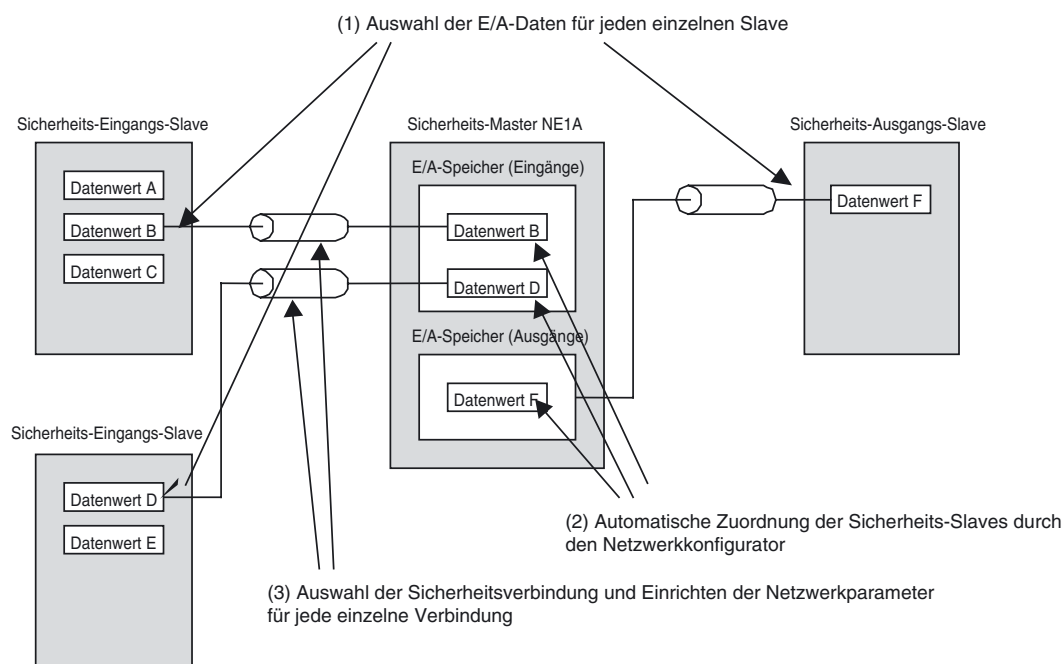 (1) Auswahl der E/A-Daten für jeden einzelnen Slave
Sicherheits-Eingangs-Slave
Datenwert A
Datenwert B
Datenwert C
Sicherheits-Master NE1A
E/A-Speicher (Eingänge)
Datenwert B
Datenwert D
E/A-Speicher (Ausgänge)
Datenwert F
Sicherheits-Ausgangs-Slave
Datenwert F
Sicherheits-Eingangs-Slave
Datenwert D
Datenwert E
(2) Automatische Zuordnung der Sicherheits-Slaves durch
den Netzwerkkonfigurator
(3) Auswahl der Sicherheitsverbindung und Einrichten der Netzwerkparameter
für jede einzelne Verbindung